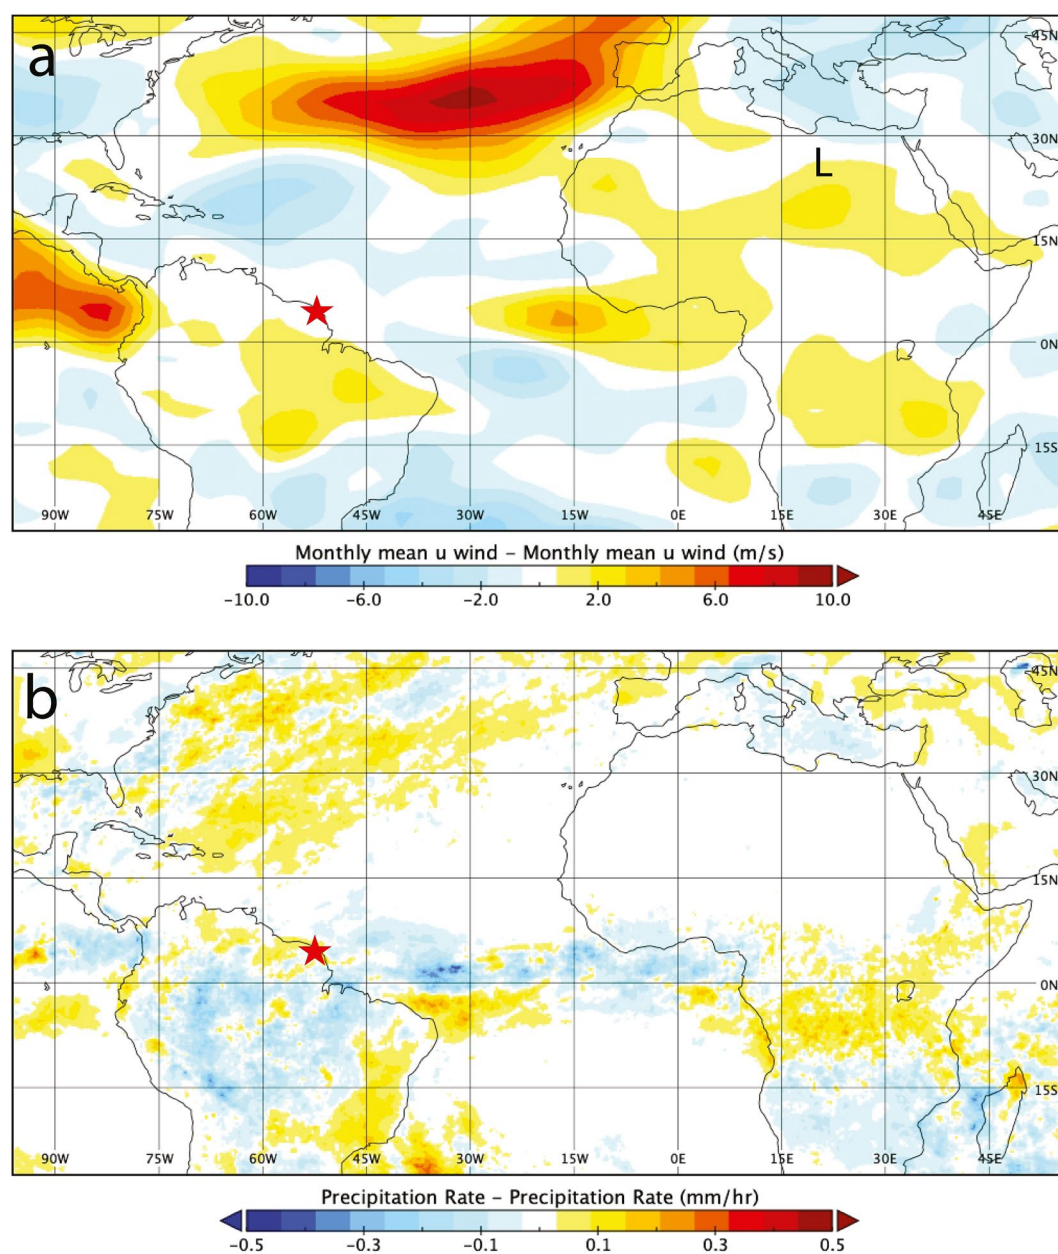 a
45N
30N
L
15N
0N
15S
90W 75W 60W 45W 30W 15W 0E 15E 30E 45E
Monthly mean u wind – Monthly mean u wind (m/s)
-10.0 -6.0 -2.0 2.0 6.0 10.0
b
45N
30N
15N
0N
15S
90W 75W 60W 45W 30W 15W 0E 15E 30E 45E
Precipitation Rate – Precipitation Rate (mm/hr)
-0.5 -0.3 -0.1 0.1 0.3 0.5